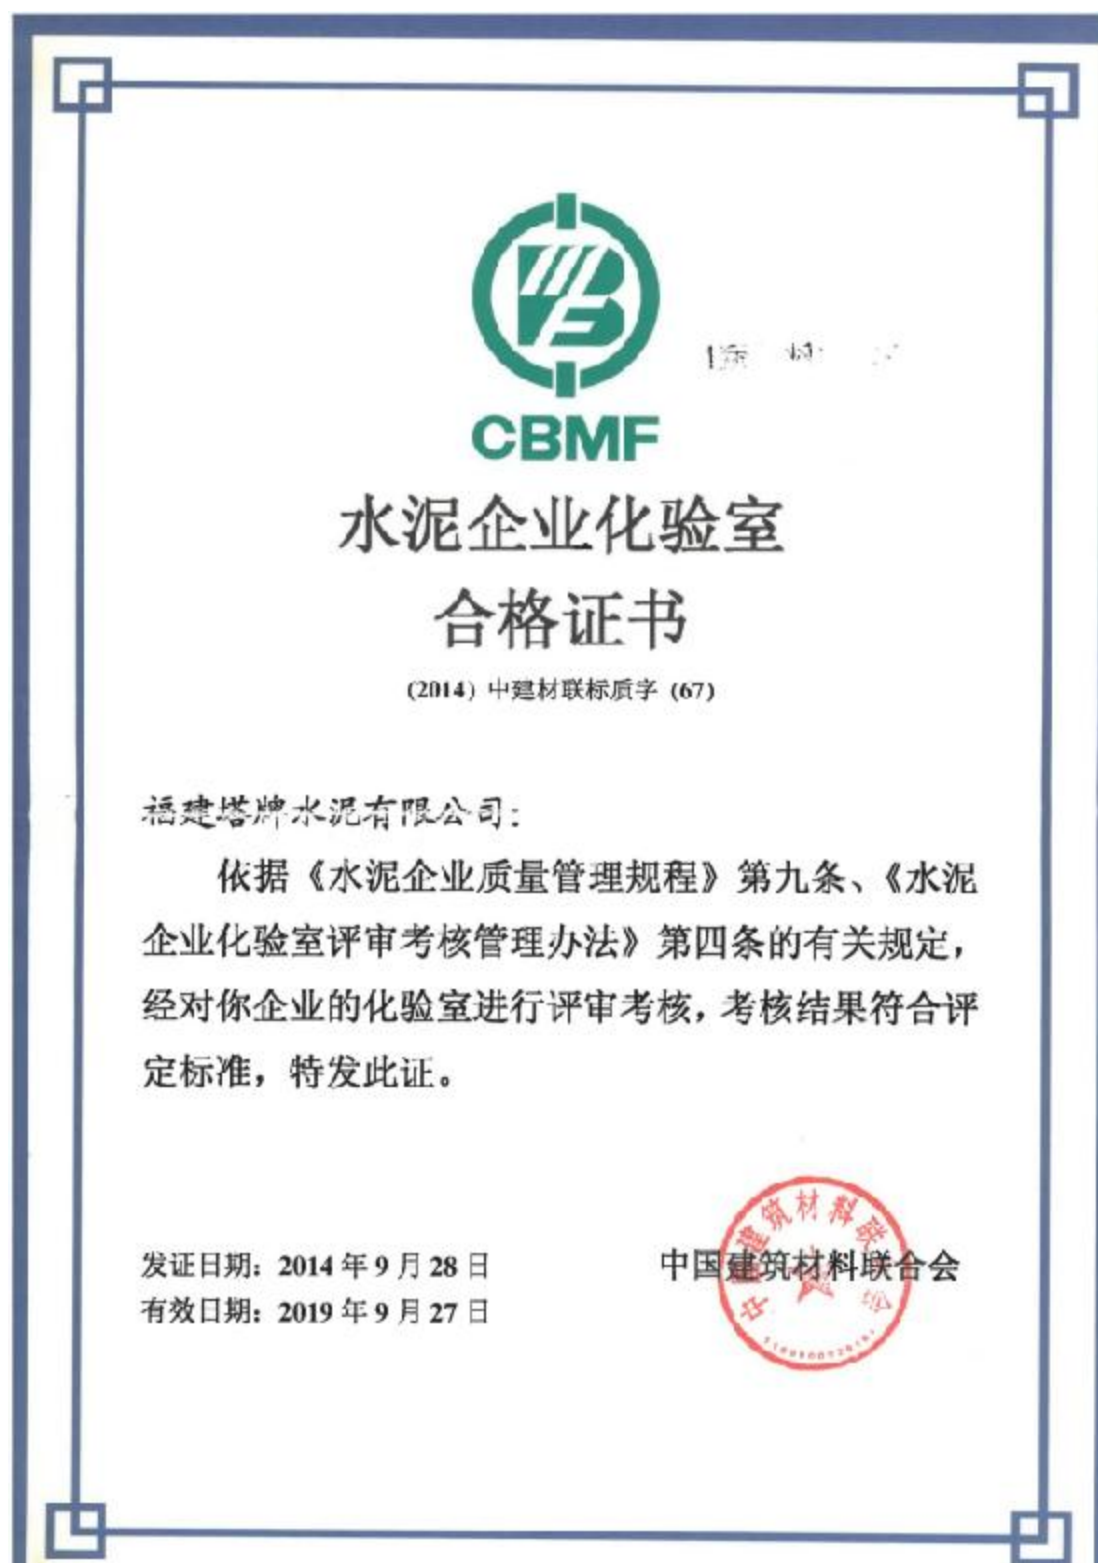 CBMF
水泥企业化验室
合格证书
(2014) 中建材联标质字 (67)
福建塔牌水泥有限公司:
依据《水泥企业质量管理规程》第九条、《水泥
企业化验室评审考核管理办法》第四条的有关规定，
经对你企业的化验室进行评审考核，考核结果符合评
定标准，特发此证。
发证日期: 2014 年 9 月 28 日
中国建筑材料联合会
有效日期: 2019 年 9 月 27 日